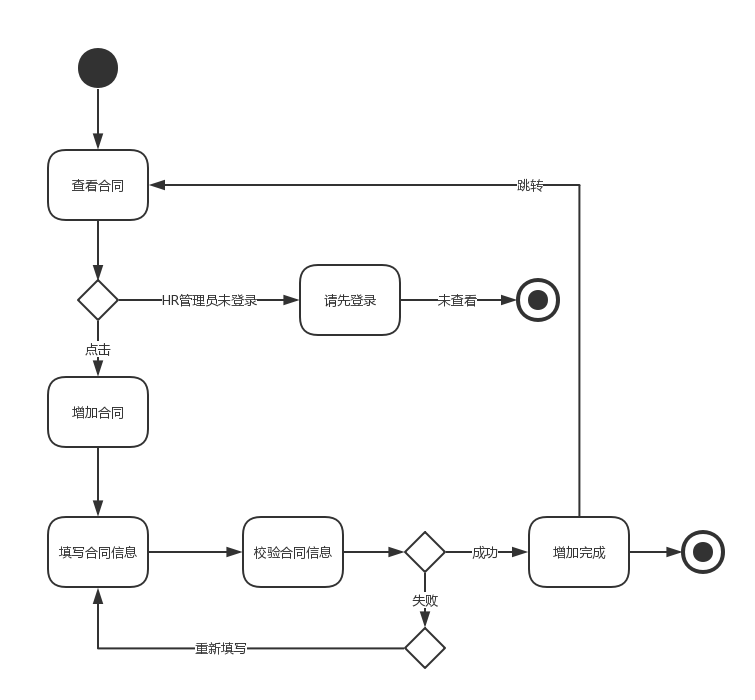 查看合同
跳转
HR管理员未登录
请先登录
未查看
点击
增加合同
填写合同信息
校验合同信息
成功
增加完成
失败
重新填写